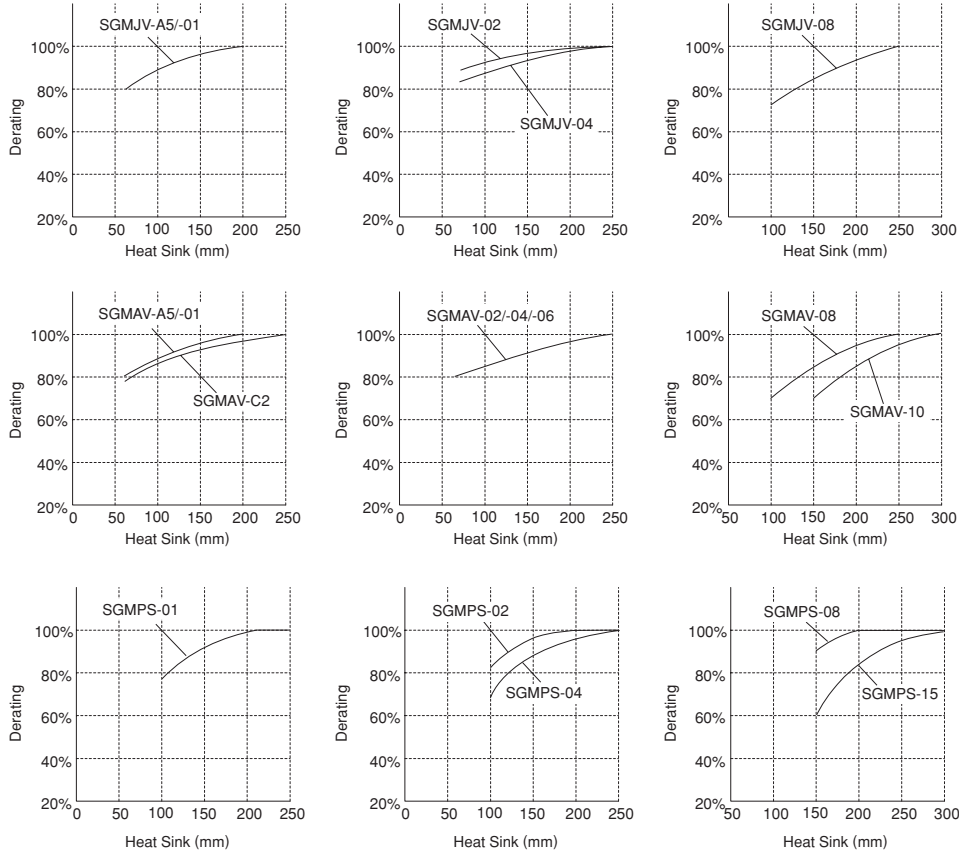 SGMJV-A5/-01
100%
80%
60%
40%
20%
Derating
0 50 100 150 200 250
Heat Sink (mm)
SGMJV-02
SGMJV-04
100%
80%
60%
40%
20%
Derating
0 50 100 150 200 250
Heat Sink (mm)
SGMJV-08
100%
80%
60%
40%
20%
Derating
100 150 200 250 300
Heat Sink (mm)
SGMAV-A5/-01
SGMAV-C2
100%
80%
60%
40%
20%
Derating
0 50 100 150 200 250
Heat Sink (mm)
SGMAV-02/-04/-06
100%
80%
60%
40%
20%
Derating
0 50 100 150 200 250
Heat Sink (mm)
SGMAV-08
SGMAV-10
100%
80%
60%
40%
20%
Derating
50 100 150 200 250 300
Heat Sink (mm)
SGMPS-01
100%
80%
60%
40%
20%
Derating
0 50 100 150 200 250
Heat Sink (mm)
SGMPS-02
SGMPS-04
100%
80%
60%
40%
20%
Derating
0 50 100 150 200 250
Heat Sink (mm)
SGMPS-08
SGMPS-15
100%
80%
60%
40%
20%
Derating
50 100 150 200 250 300
Heat Sink (mm)